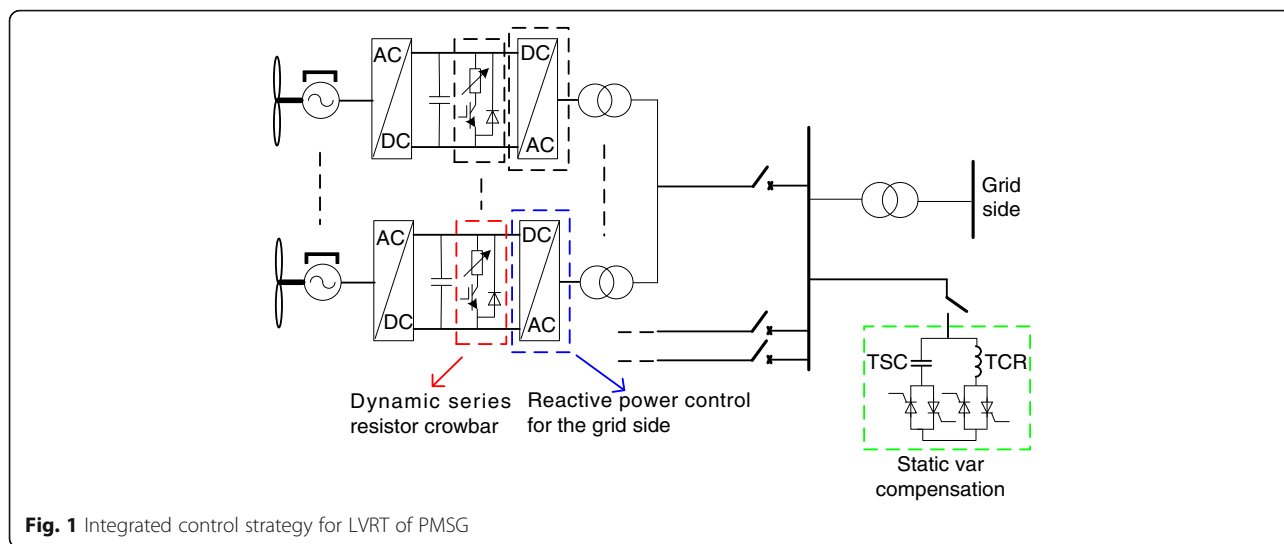 AC
DC
DC
AC
Grid
side
AC
DC
DC
AC
TSC
TCR
Dynamic series
resistor crowbar
Reactive power control
for the grid side
Static var
compensation
Fig. 1 Integrated control strategy for LVRT of PMSG